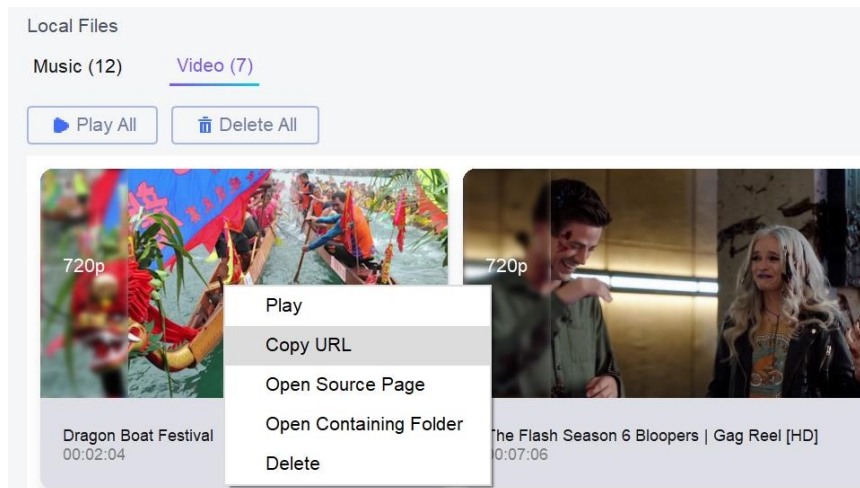 Local Files
Music (12)
Video (7)
Play All
Delete All
720p
720p
Play
Copy URL
Open Source Page
Open Containing Folder
Delete
Dragon Boat Festival
00:02:04
The Flash Season 6 Bloopers | Gag Reel [HD]
00:07:06